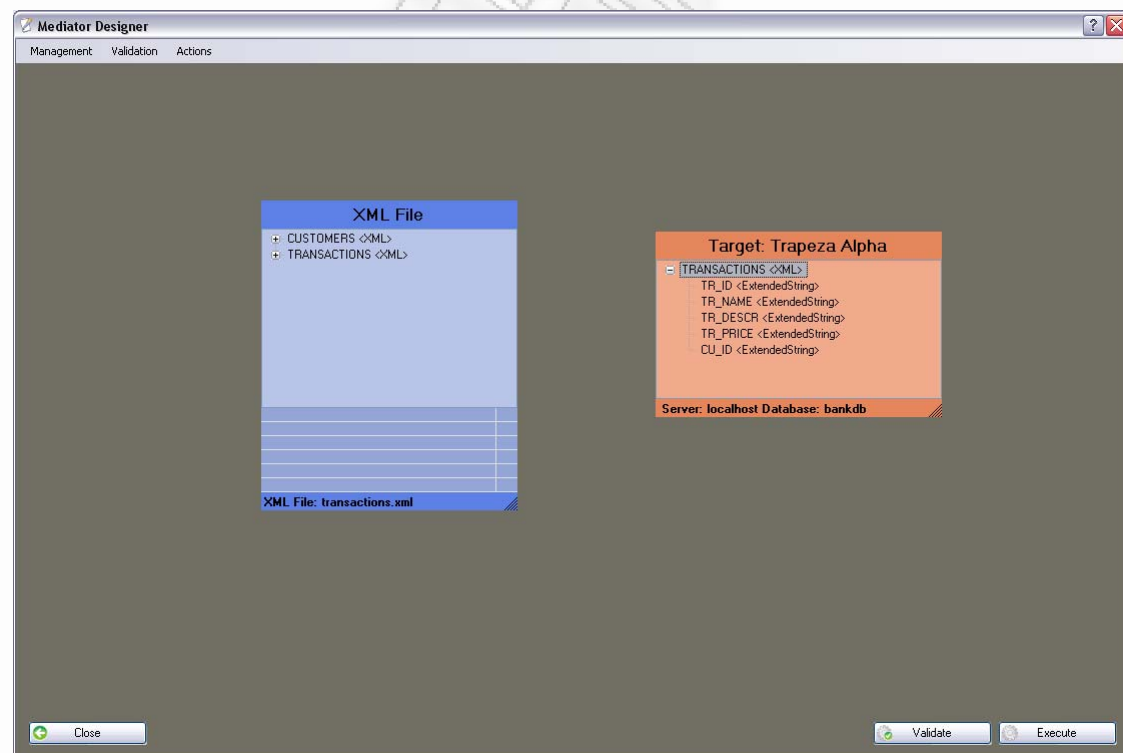 Mediator Designer
Management Validation Actions
XML File
CUSTOMERS <XML>
TRANSACTIONS <XML>
XML File: transactions.xml
Target: Trapeza Alpha
TRANSACTIONS <XML>
TR_ID <ExtendedString>
TR_NAME <ExtendedString>
TR_DESCR <ExtendedString>
TR_PRICE <ExtendedString>
CU_ID <ExtendedString>
Server: localhost Database: bankdb
Close
Validate
Execute